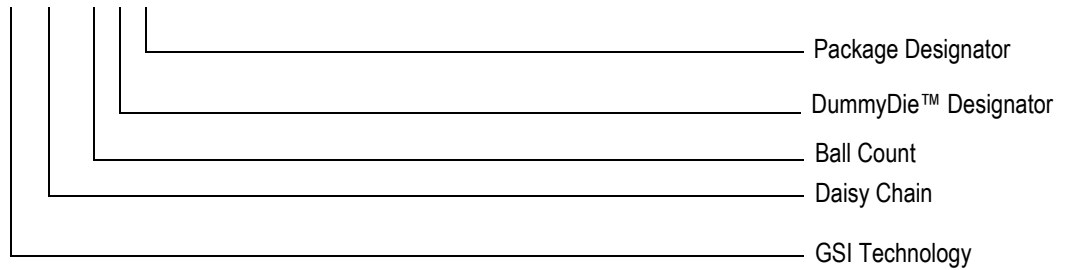 Package Designator
DummyDie™ Designator
Ball Count
Daisy Chain
GSI Technology